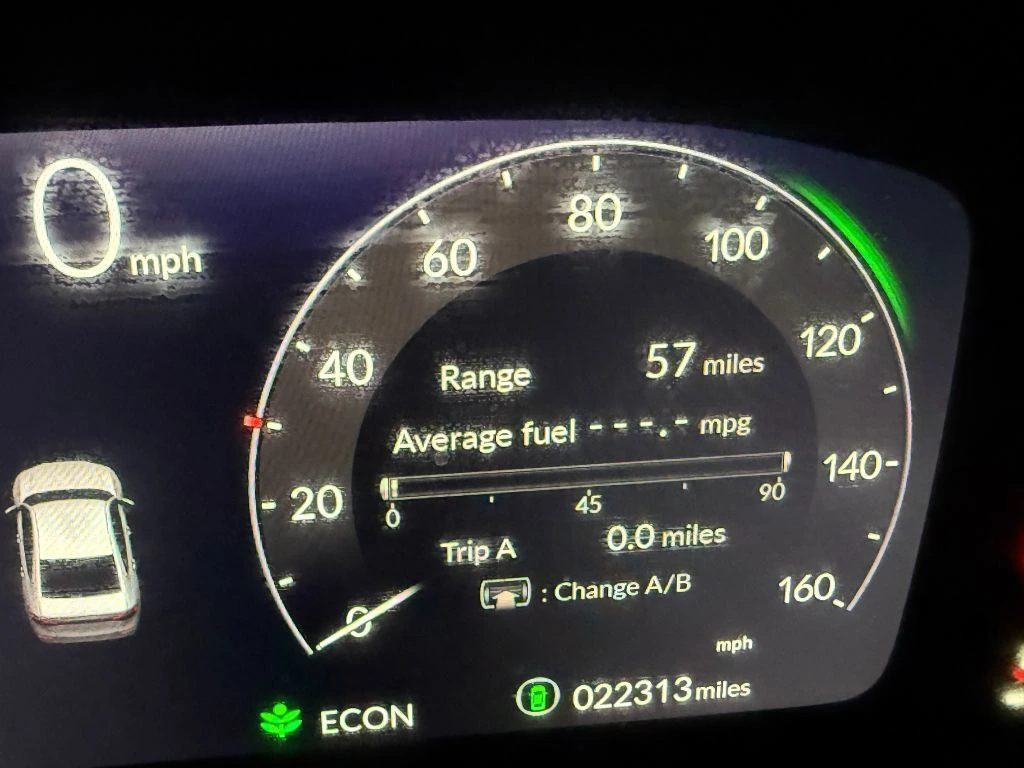 0 mph
80
60
100
40
120
Range 57 miles
Average fuel - - - . - mpg
20
140
0 45 90
Trip A 0.0 miles
: Change A/B
0
160
mph
ECON
022313 miles